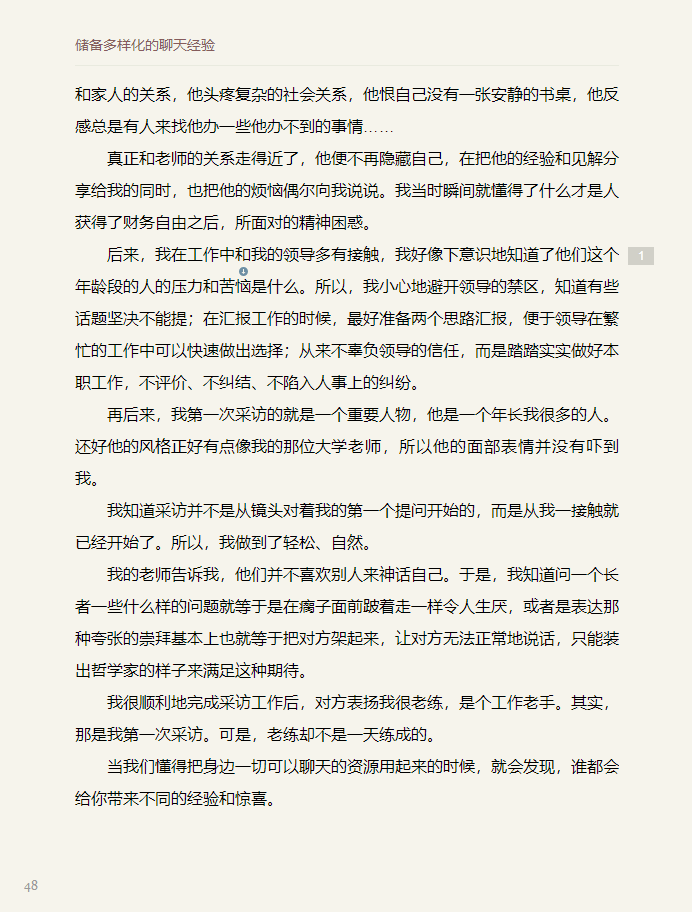 储备多样化的聊天经验
和家人的关系，他头疼复杂的社会关系，他恨自己没有一张安静的书桌，他反
感总是有人来找他办一些他办不到的事情……
真正和老师的关系走得近了，他便不再隐藏自己，在把他的经验和见解分
享给我的同时，也把他的烦恼偶尔向我说说。我当时瞬间就懂得了什么才是人
获得了财务自由之后，所面对的精神困惑。
后来，我在工作中和我的领导多有接触，我好像下意识地知道了他们这个
1
年龄段的人的压力和苦恼是什么。所以，我小心地避开领导的禁区，知道有些
话题坚决不能提；在汇报工作的时候，最好准备两个思路汇报，便于领导在繁
忙的工作中可以快速做出选择；从来不辜负领导的信任，而是踏踏实实做好本
职工作，不评价、不纠结、不陷入人事上的纠纷。
再后来，我第一次采访的就是一个重要人物，他是一个年长我很多的人。
还好他的风格正好有点像我的那位大学老师，所以他的面部表情并没有吓到
我。
我知道采访并不是从镜头对着我的第一个提问开始的，而是从我一接触就
已经开始了。所以，我做到了轻松、自然。
我的老师告诉我，他们并不喜欢别人来神话自己。于是，我知道问一个长
者一些什么样的问题就等于是在瘸子面前跛着走一样令人生厌，或者是表达那
种夸张的崇拜基本上也就等于把对方架起来，让对方无法正常地说话，只能装
出哲学家的样子来满足这种期待。
我很顺利地完成采访工作后，对方表扬我很老练，是个工作老手。其实，
那是我第一次采访。可是，老练却不是一天练成的。
当我们懂得把身边一切可以聊天的资源用起来的时候，就会发现，谁都会
给你带来不同的经验和惊喜。
48